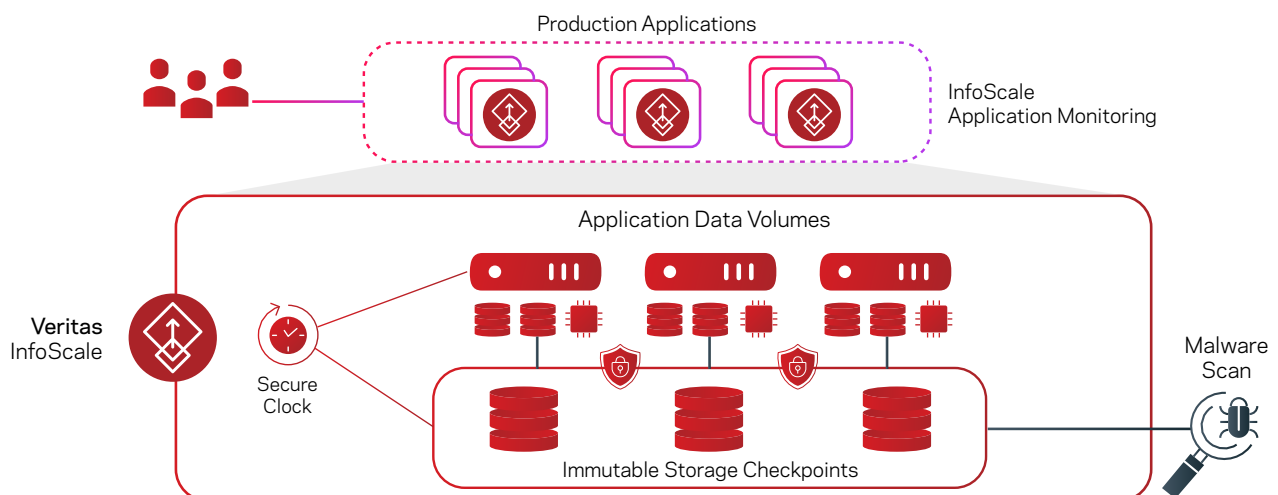 Production Applications
InfoScale
Application Monitoring
Application Data Volumes
Veritas
InfoScale
Secure
Clock
Malware
Scan
Immutable Storage Checkpoints